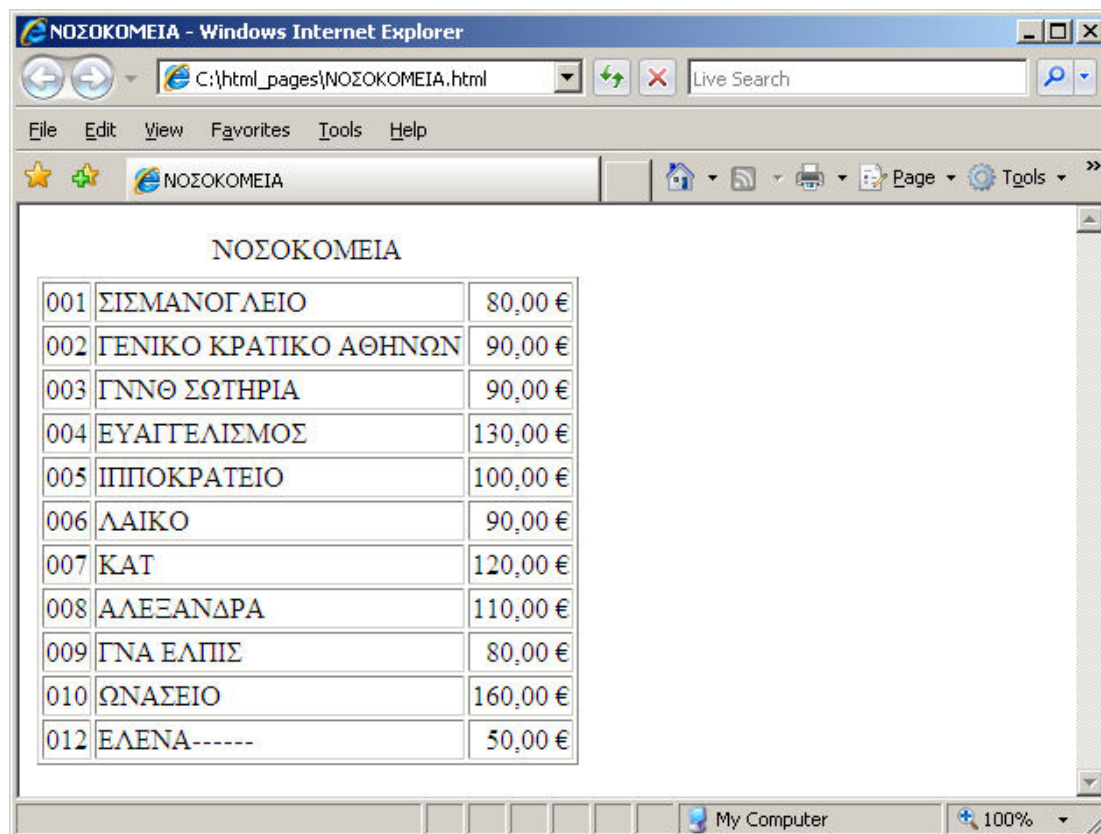 ΝΟΣΟΚΟΜΕΙΑ - Windows Internet Explorer
C:\html_pages\ΝΟΣΟΚΟΜΕΙΑ.html Live Search
File Edit View Favorites Tools Help
ΝΟΣΟΚΟΜΕΙΑ Page Tools »
ΝΟΣΟΚΟΜΕΙΑ
001 ΣΙΣΜΑΝΟΓΛΕΙΟ 80,00 €
002 ΓΕΝΙΚΟ ΚΡΑΤΙΚΟ ΑΘΗΝΩΝ 90,00 €
003 ΓΝΝΘ ΣΩΤΗΡΙΑ 90,00 €
004 ΕΥΑΓΓΕΛΙΣΜΟΣ 130,00 €
005 ΙΠΠΟΚΡΑΤΕΙΟ 100,00 €
006 ΛΑΙΚΟ 90,00 €
007 ΚΑΤ 120,00 €
008 ΑΛΕΞΑΝΔΡΑ 110,00 €
009 ΓΝΑ ΕΛΠΙΣ 80,00 €
010 ΩΝΑΣΕΙΟ 160,00 €
012 ΕΛΕΝΑ------ 50,00 €
My Computer 100%